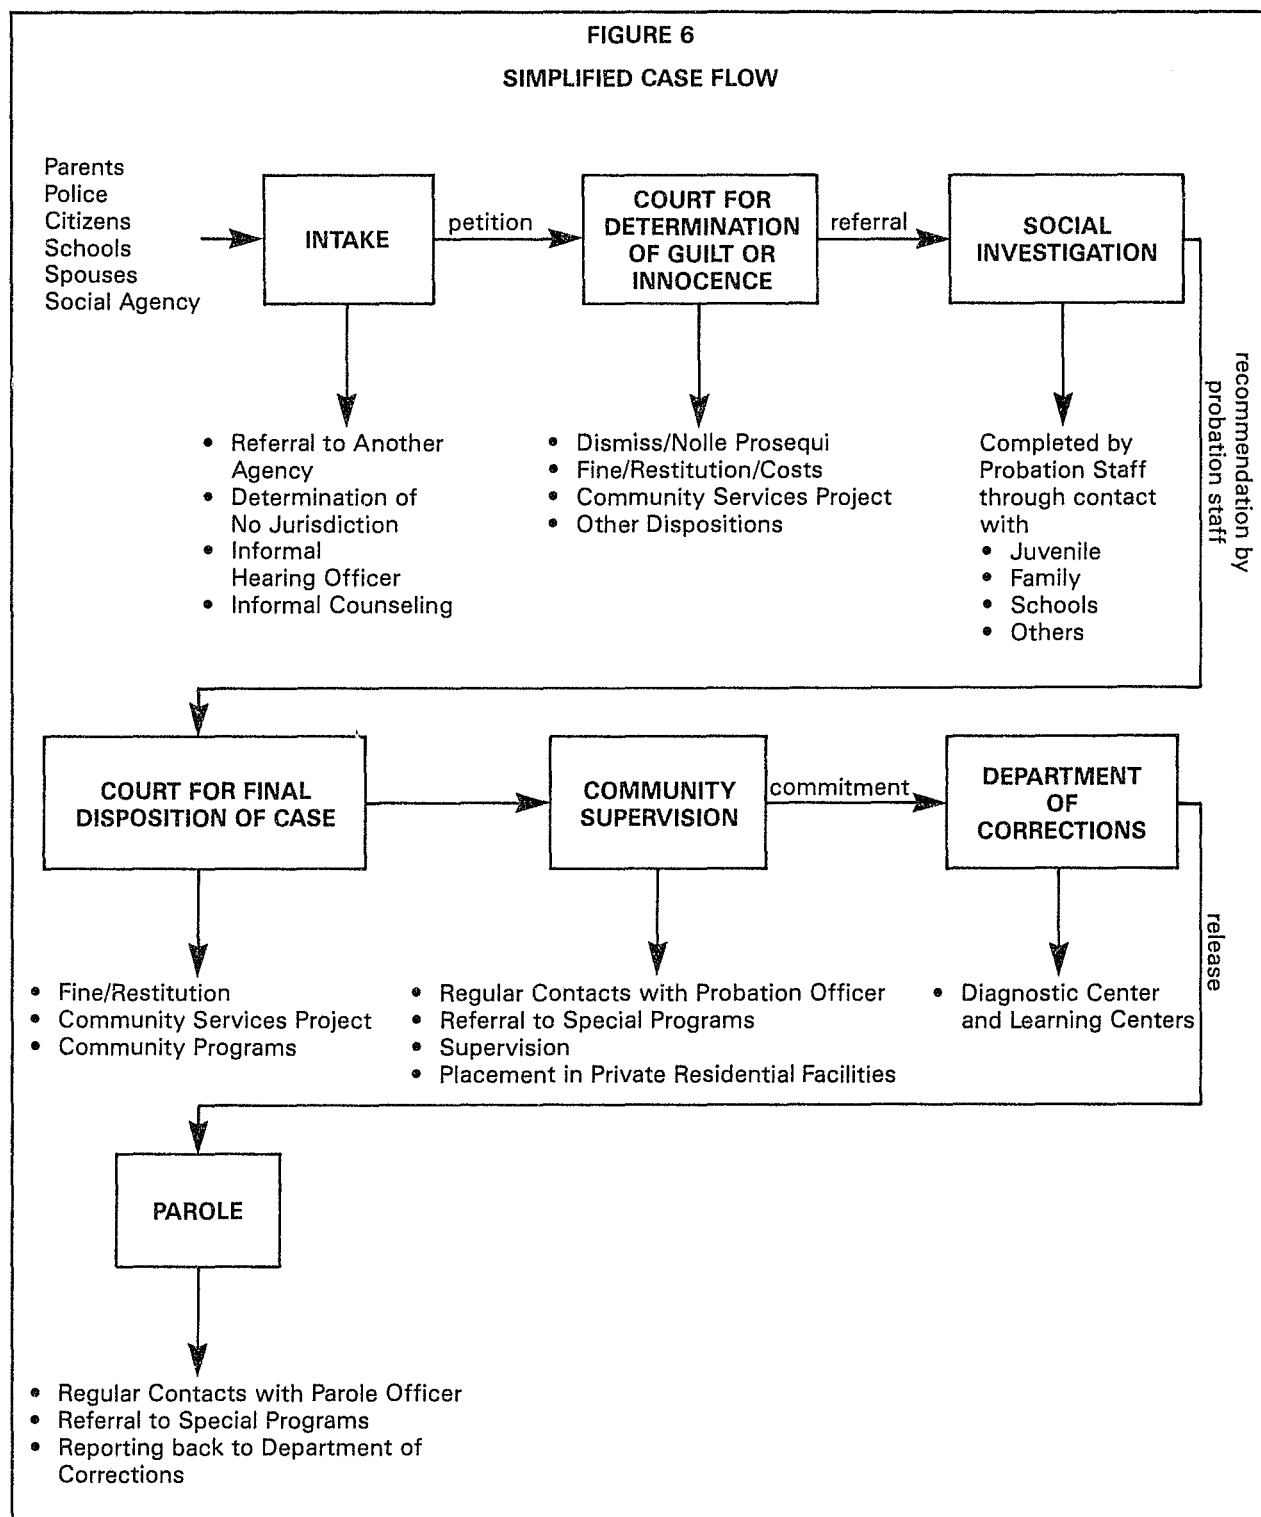 FIGURE 6
SIMPLIFIED CASE FLOW
Parents
Police
Citizens
Schools
Spouses
Social Agency
INTAKE
petition
COURT FOR
DETERMINATION
OF GUILT OR
INNOCENCE
referral
SOCIAL
INVESTIGATION
recommendation by
probation staff
• Referral to Another
Agency
• Determination of
No Jurisdiction
• Informal
Hearing Officer
• Informal Counseling
• Dismiss/Nolle Prosequi
• Fine/Restitution/Costs
• Community Services Project
• Other Dispositions
Completed by
Probation Staff
through contact
with
• Juvenile
• Family
• Schools
• Others
COURT FOR FINAL
DISPOSITION OF CASE
COMMUNITY
SUPERVISION
commitment
DEPARTMENT
OF
CORRECTIONS
release
• Fine/Restitution
• Community Services Project
• Community Programs
• Regular Contacts with Probation Officer
• Referral to Special Programs
• Supervision
• Placement in Private Residential Facilities
• Diagnostic Center
and Learning Centers
PAROLE
• Regular Contacts with Parole Officer
• Referral to Special Programs
• Reporting back to Department of
Corrections